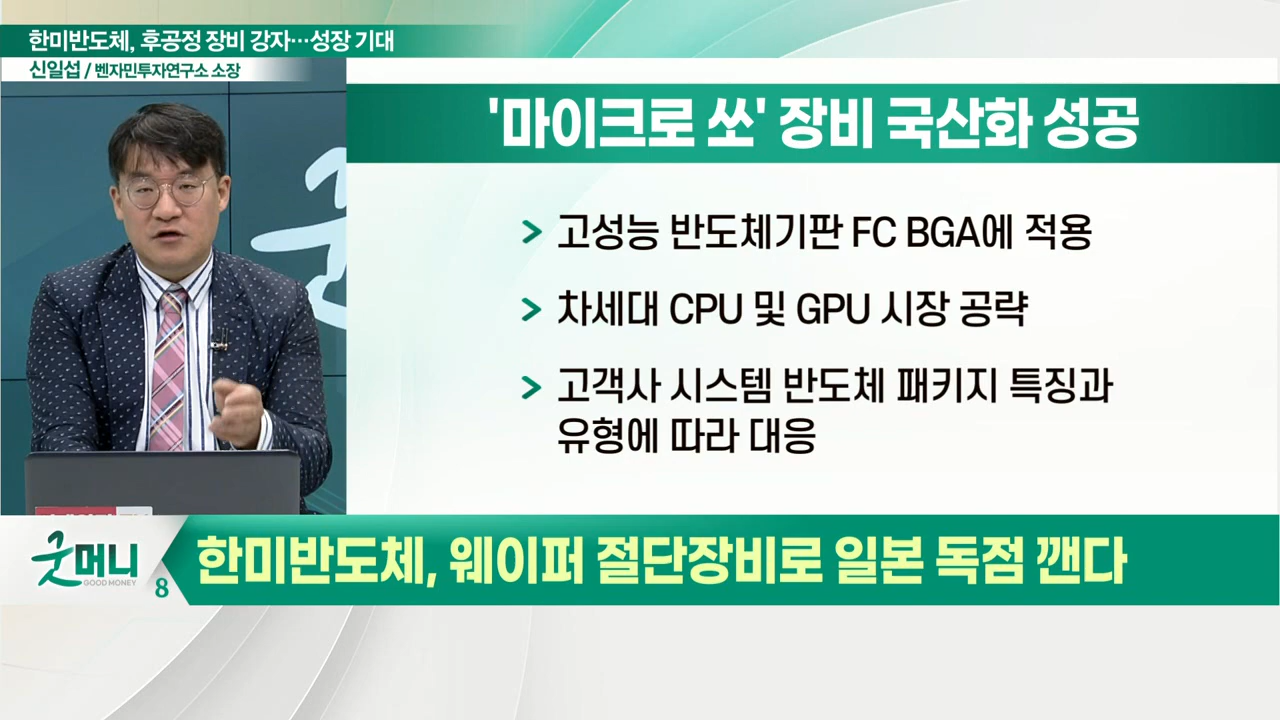 한미반도체, 후공정 장비 강자…성장 기대
신일섭 / 벤자민투자연구소 소장
'마이크로 쏘' 장비 국산화 성공
> 고성능 반도체기판 FC BGA에 적용
> 차세대 CPU 및 GPU 시장 공략
> 고객사 시스템 반도체 패키지 특징과
유형에 따라 대응
굿머니
GOOD MONEY
8
한미반도체, 웨이퍼 절단장비로 일본 독점 깬다